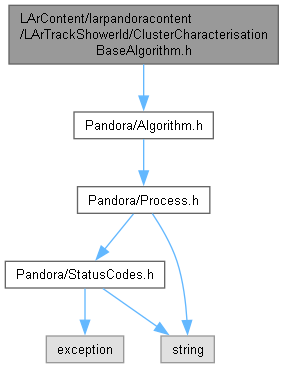 LArContent/larpandoracontent
/LArTrackShowerId/ClusterCharacterisation
BaseAlgorithm.h
Pandora/Algorithm.h
Pandora/Process.h
Pandora/StatusCodes.h
exception
string